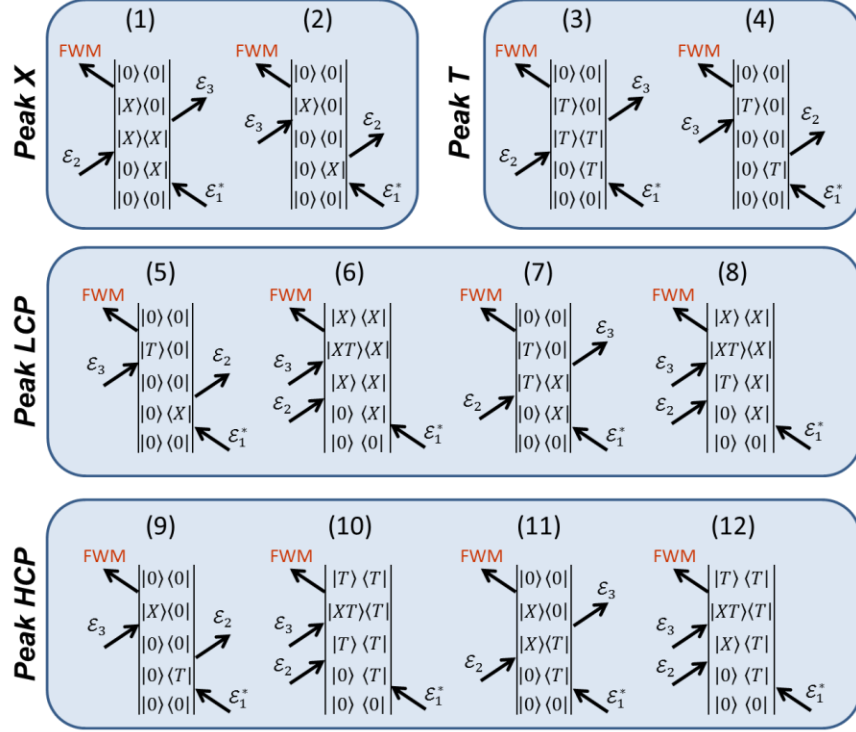 Peak X
(1)
FWM
|0⟩⟨0|
|X⟩⟨0|
ℰ3
|X⟩⟨X|
ℰ2
|0⟩⟨X|
|0⟩⟨0|
ℰ1*
(2)
FWM
|0⟩⟨0|
|X⟩⟨0|
ℰ3
|0⟩⟨0|
ℰ2
|0⟩⟨X|
|0⟩⟨0|
ℰ1*
Peak T
(3)
FWM
|0⟩⟨0|
|T⟩⟨0|
ℰ3
|T⟩⟨T|
ℰ2
|0⟩⟨T|
|0⟩⟨0|
ℰ1*
(4)
FWM
|0⟩⟨0|
|T⟩⟨0|
ℰ3
|0⟩⟨0|
ℰ2
|0⟩⟨T|
|0⟩⟨0|
ℰ1*
Peak LCP
(5)
FWM
|0⟩⟨0|
|T⟩⟨0|
ℰ3
|0⟩⟨0|
ℰ2
|0⟩⟨X|
|0⟩⟨0|
ℰ1*
(6)
FWM
|X⟩⟨X|
|XT⟩⟨X|
ℰ3
|X⟩⟨X|
ℰ2
|0⟩⟨X|
|0⟩⟨0|
ℰ1*
(7)
FWM
|0⟩⟨0|
|T⟩⟨0|
ℰ3
|T⟩⟨X|
ℰ2
|0⟩⟨X|
|0⟩⟨0|
ℰ1*
(8)
FWM
|X⟩⟨X|
|XT⟩⟨X|
ℰ3
|T⟩⟨X|
ℰ2
|0⟩⟨X|
|0⟩⟨0|
ℰ1*
Peak HCP
(9)
FWM
|0⟩⟨0|
|X⟩⟨0|
ℰ3
|0⟩⟨0|
ℰ2
|0⟩⟨T|
|0⟩⟨0|
ℰ1*
(10)
FWM
|T⟩⟨T|
|XT⟩⟨T|
ℰ3
|T⟩⟨T|
ℰ2
|0⟩⟨T|
|0⟩⟨0|
ℰ1*
(11)
FWM
|0⟩⟨0|
|X⟩⟨0|
ℰ3
|X⟩⟨T|
ℰ2
|0⟩⟨T|
|0⟩⟨0|
ℰ1*
(12)
FWM
|T⟩⟨T|
|XT⟩⟨T|
ℰ3
|X⟩⟨T|
ℰ2
|0⟩⟨T|
|0⟩⟨0|
ℰ1*